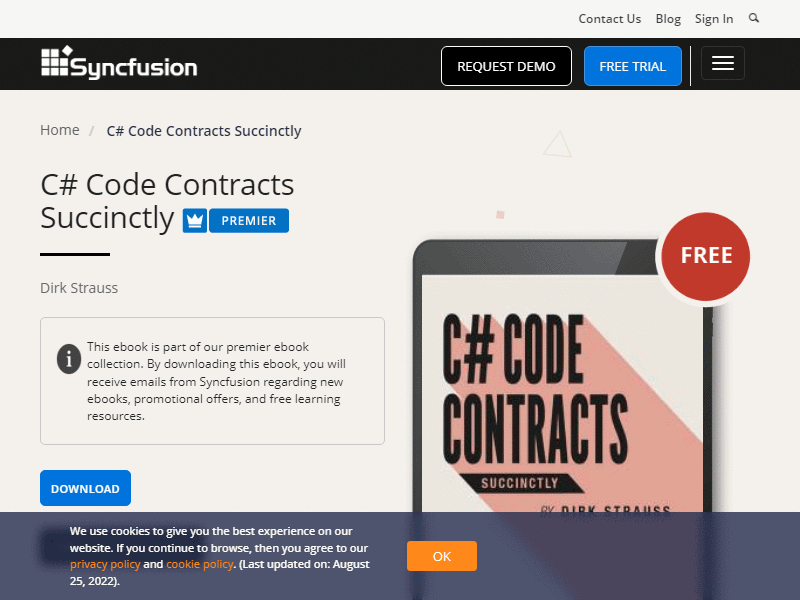 Contact Us Blog Sign In
Syncfusion
REQUEST DEMO
FREE TRIAL
Home / C# Code Contracts Succinctly
C# Code Contracts
Succinctly PREMIER
Dirk Strauss
This ebook is part of our premier ebook
collection. By downloading this ebook, you will
receive emails from Syncfusion regarding new
ebooks, promotional offers, and free learning
resources.
DOWNLOAD
FREE
C# CODE
CONTRACTS
SUCCINCTLY
BY DIRK STRAUSS
We use cookies to give you the best experience on our
website. If you continue to browse, then you agree to our
privacy policy and cookie policy. (Last updated on: August
25, 2022).
OK